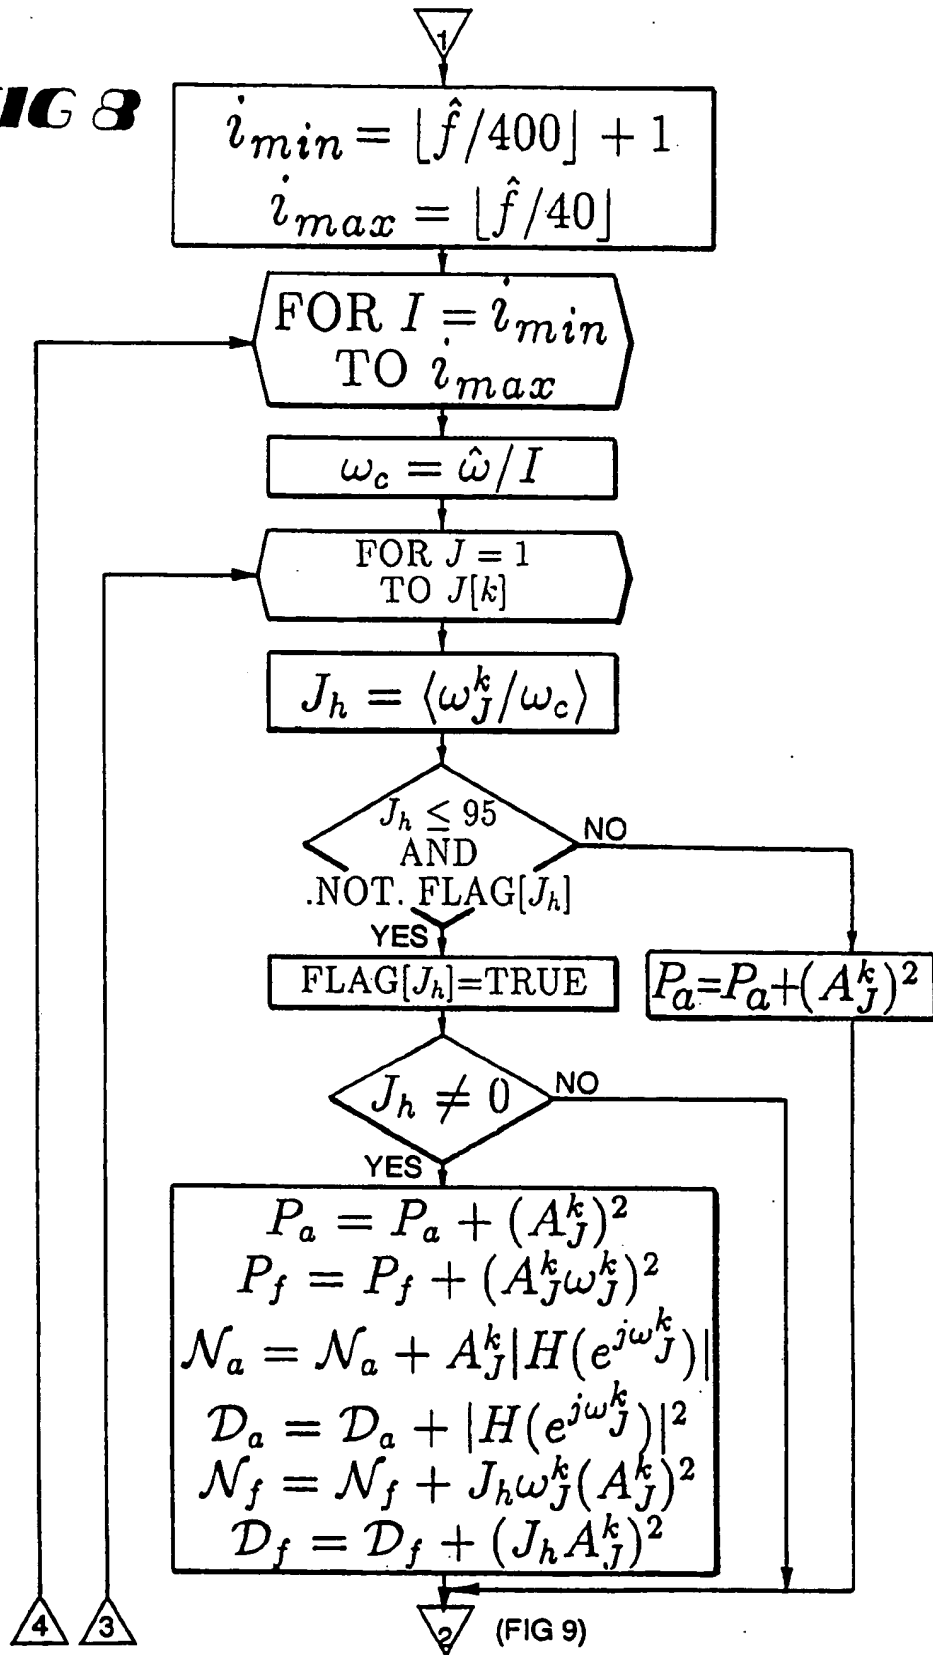 1
FIG 8
i_min = ⌊f̂/400⌋ + 1
i_max = ⌊f̂/40⌋
FOR I = i_min
TO i_max
ω_c = ω̂/I
FOR J = 1
TO J[k]
J_h = ⟨ω_J^k/ω_c⟩
J_h ≤ 95
AND
.NOT. FLAG[J_h]
NO
YES
FLAG[J_h]=TRUE
P_a=P_a+(A_J^k)^2
J_h ≠ 0
NO
YES
P_a = P_a + (A_J^k)^2
P_f = P_f + (A_J^k ω_J^k)^2
𝒩_a = 𝒩_a + A_J^k|H(e^{jω_J^k})|
𝒟_a = 𝒟_a + |H(e^{jω_J^k})|^2
𝒩_f = 𝒩_f + J_h ω_J^k(A_J^k)^2
𝒟_f = 𝒟_f + (J_h A_J^k)^2
4
3
2
(FIG 9)